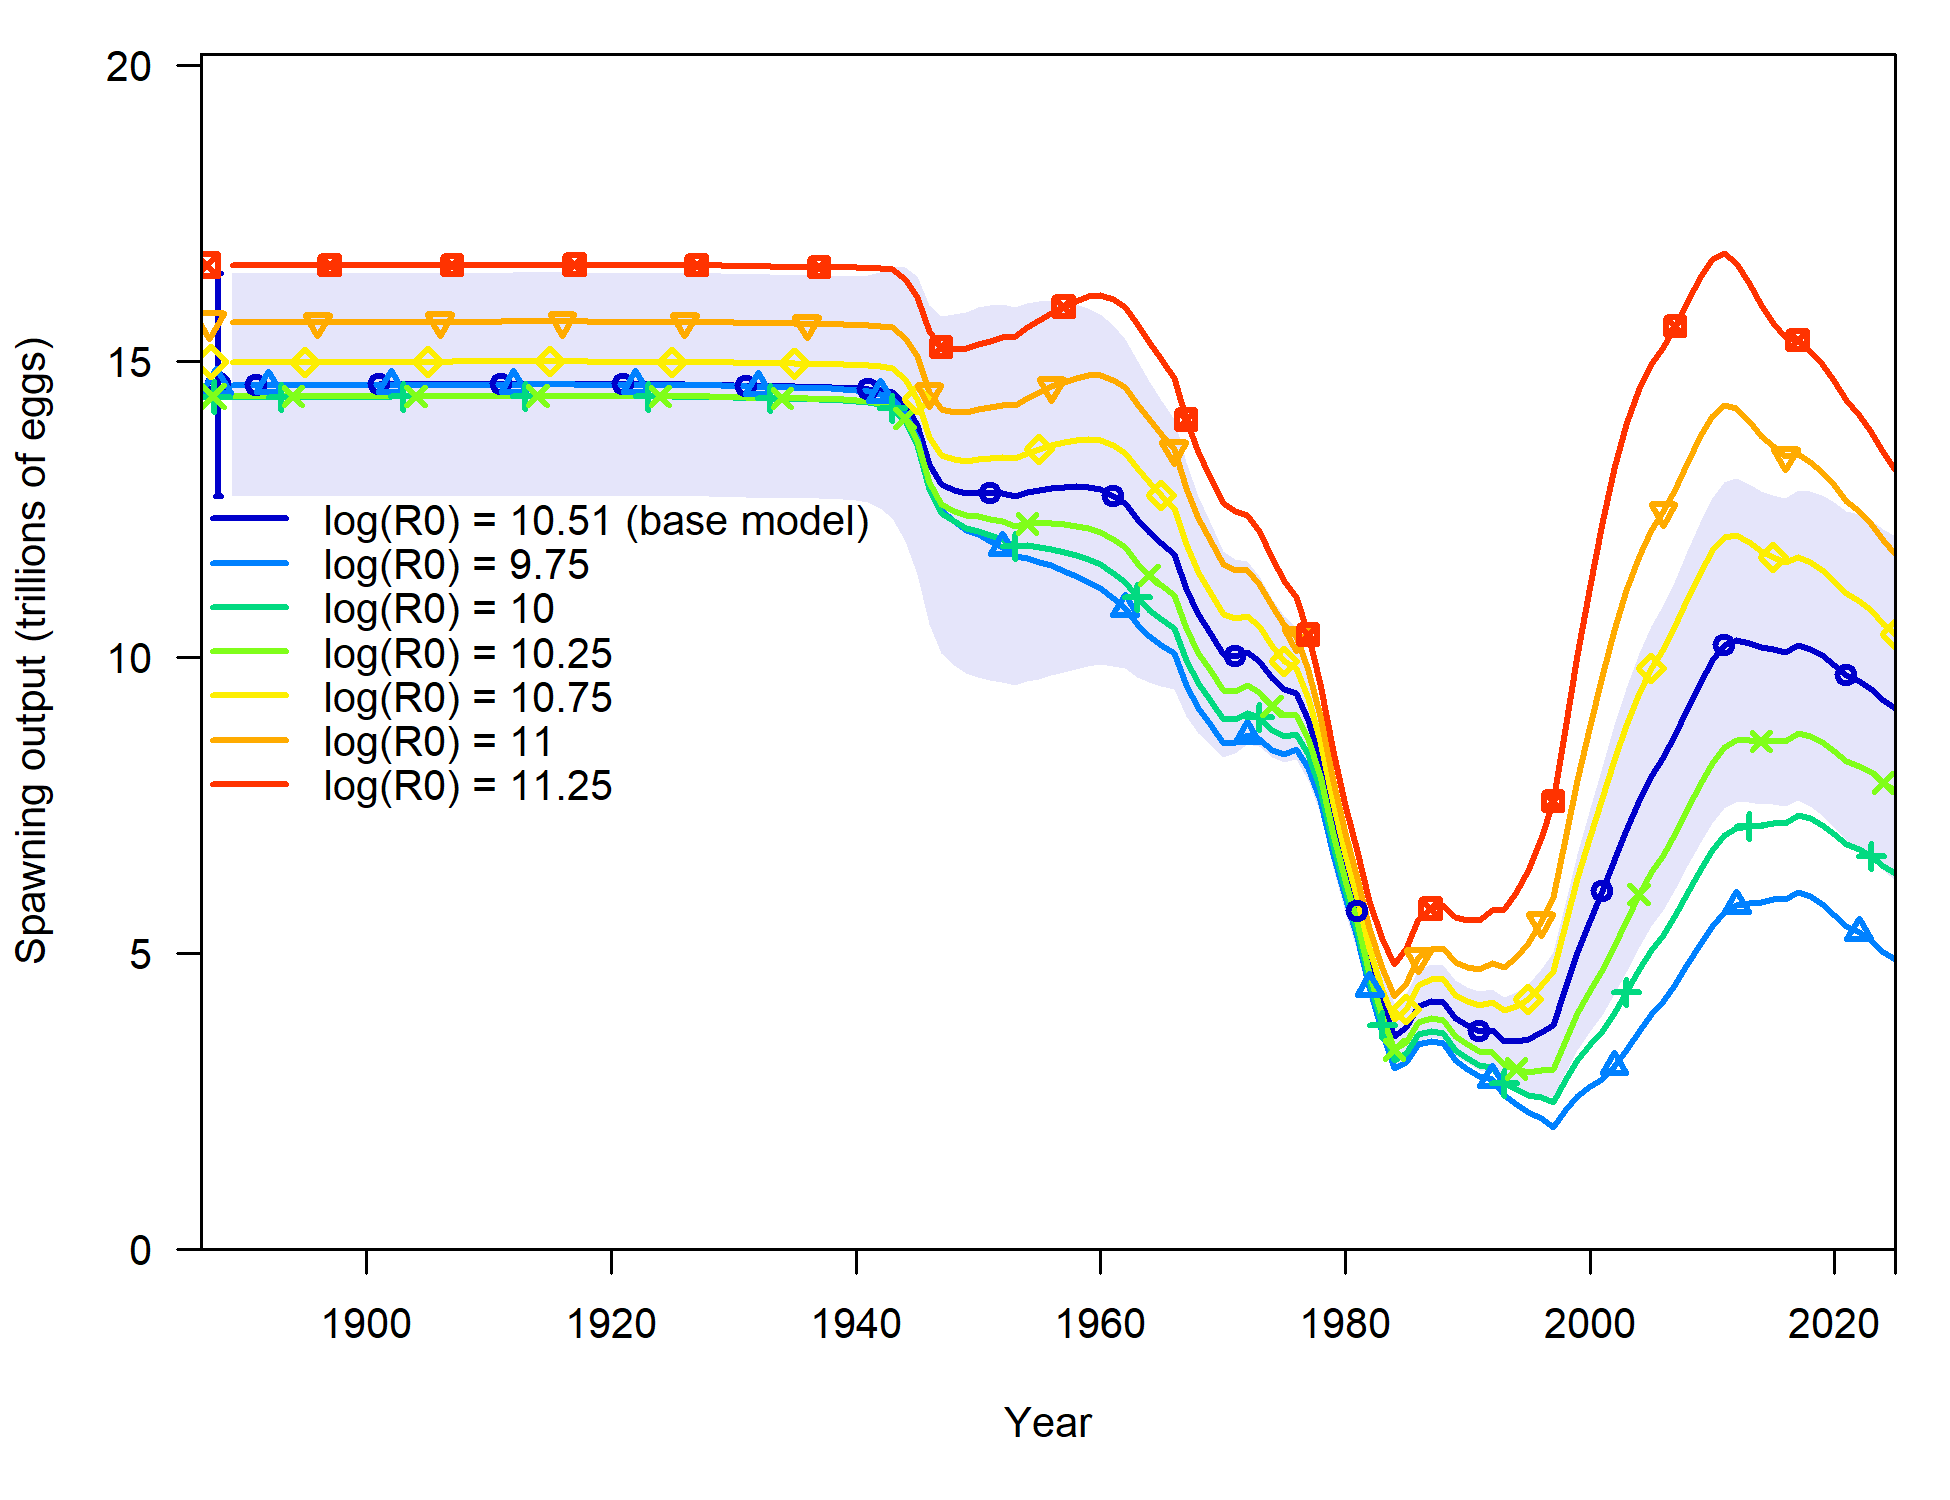 Spawning output (trillions of eggs)
20
15
10
5
0
log(R0) = 10.51 (base model)
log(R0) = 9.75
log(R0) = 10
log(R0) = 10.25
log(R0) = 10.75
log(R0) = 11
log(R0) = 11.25
1900 1920 1940 1960 1980 2000 2020
Year